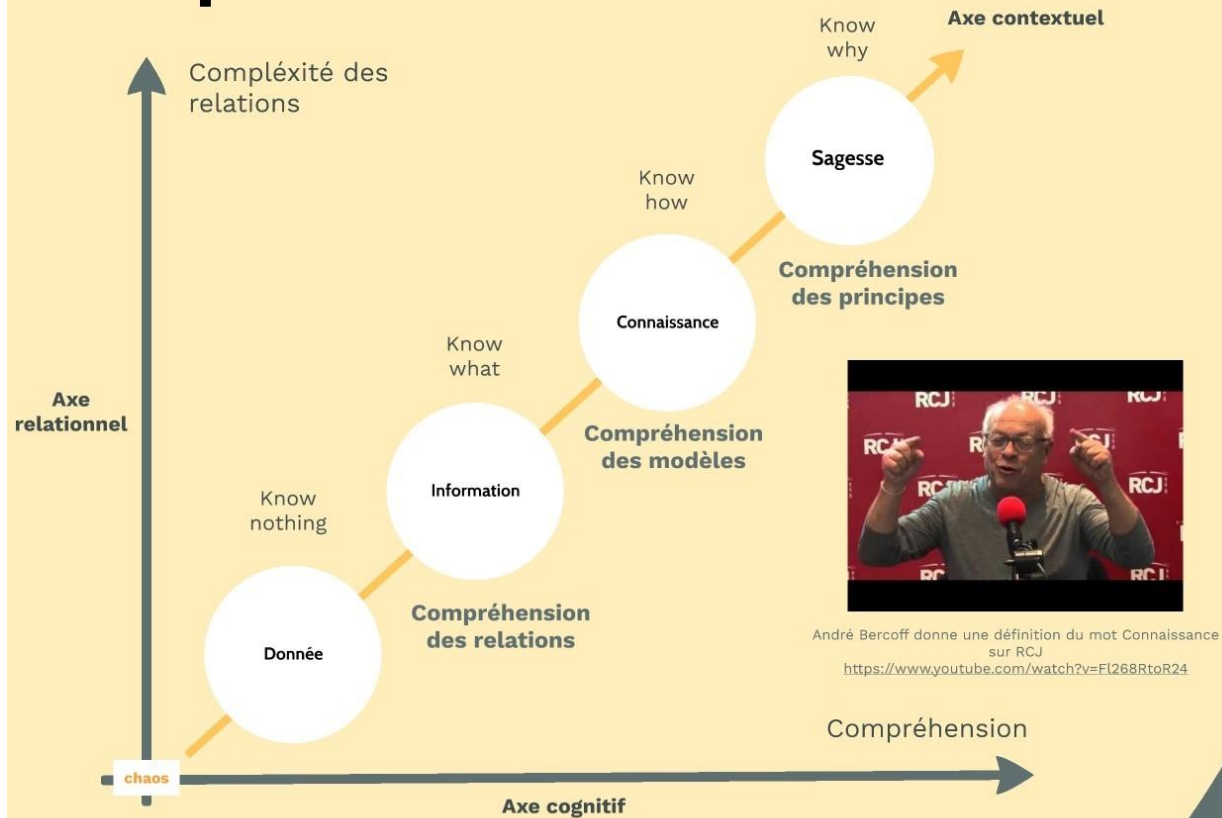 Know
why
Axe contextuel
Compléxité des
relations
Sagesse
Know
how
Compréhension
des principes
Connaissance
Know
what
Axe
relationnel
Compréhension
des modèles
Information
Know
nothing
Compréhension
des relations
Donnée
RCJ
RCJ
RCJ
RCJ
RCJ
RCJ
André Bercoff donne une définition du mot Connaissance
sur RCJ
https://www.youtube.com/watch?v=Fl268RtoR24
Compréhension
chaos
Axe cognitif